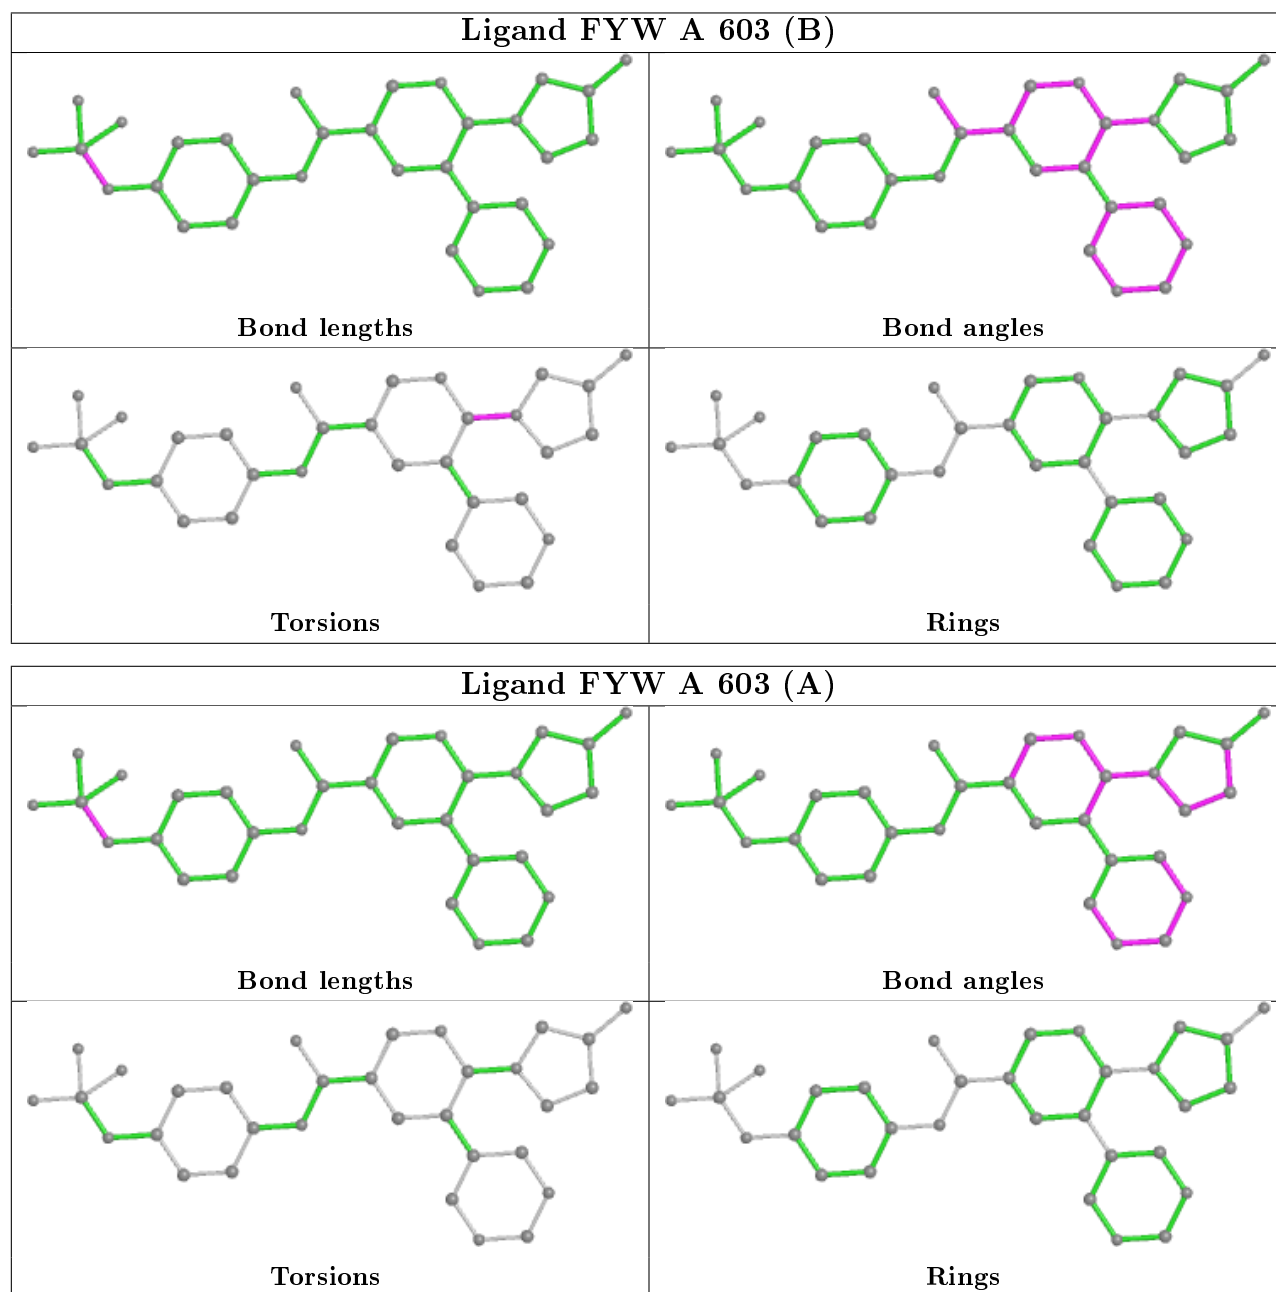 Ligand FYW A 603 (B)
Bond lengths
Bond angles
Torsions
Rings
Ligand FYW A 603 (A)
Bond lengths
Bond angles
Torsions
Rings